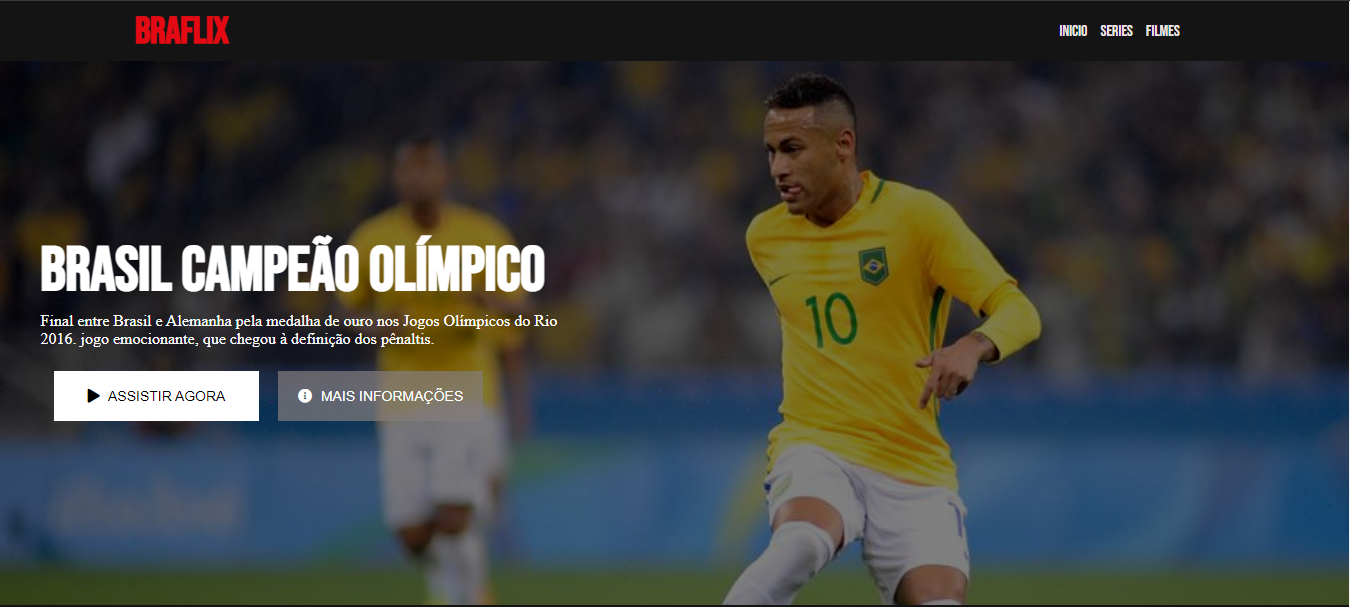 BRAFLIX
INICIO SERIES FILMES
BRASIL CAMPEÃO OLÍMPICO
Final entre Brasil e Alemanha pela medalha de ouro nos Jogos Olímpicos do Rio
2016. jogo emocionante, que chegou à definição dos pênaltis.
ASSISTIR AGORA
MAIS INFORMAÇÕES
10